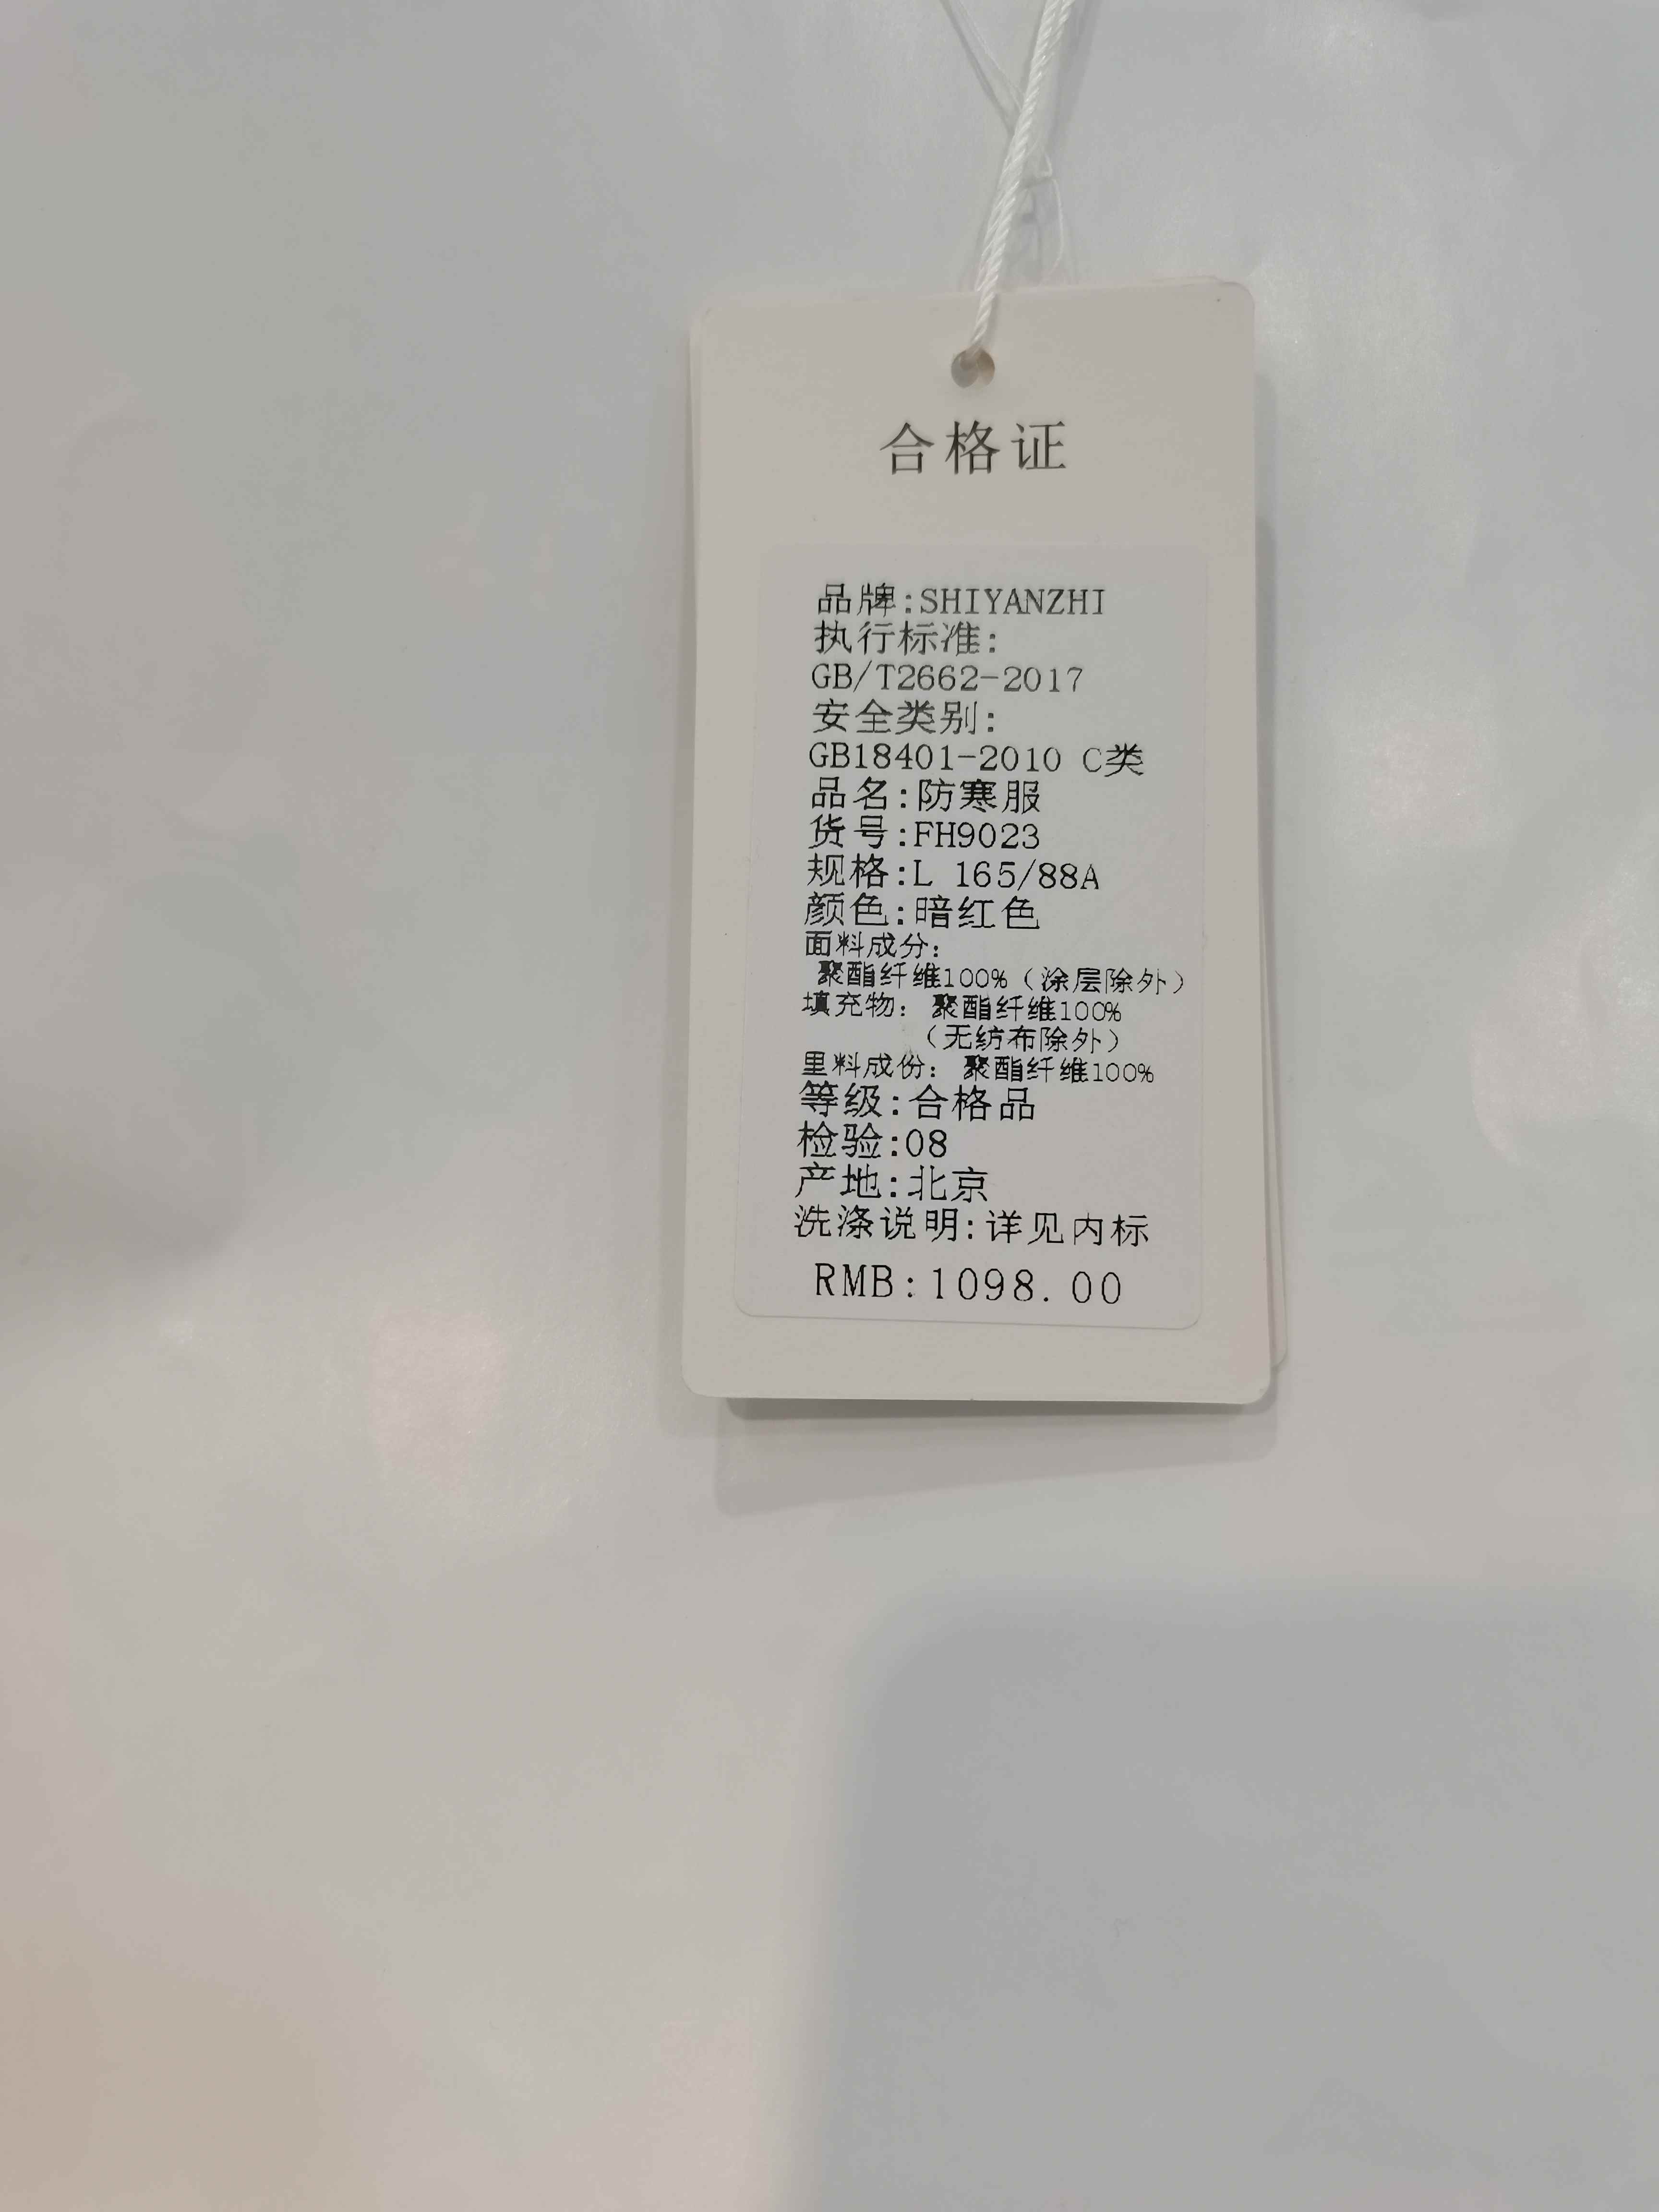 合格证
品牌:SHIYANZHI
执行标准:
GB/T2662-2017
安全类别:
GB18401-2010 C类
品名:防寒服
货号:FH9023
规格:L 165/88A
颜色:暗红色
面料成分:
聚酯纤维100%（涂层除外）
填充物: 聚酯纤维100%
（无纺布除外）
里料成份: 聚酯纤维100%
等级:合格品
检验:08
产地:北京
洗涤说明:详见内标
RMB:1098.00